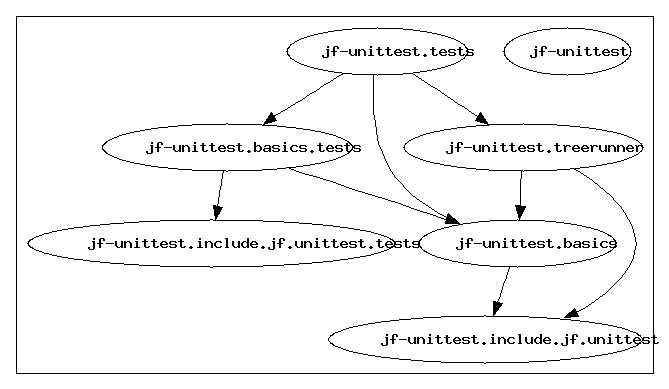 jf-unittest.tests
jf-unittest
jf-unittest.basics.tests
jf-unittest.treerunner
jf-unittest.include.jf.unittest.tests
jf-unittest.basics
jf-unittest.include.jf.unittest